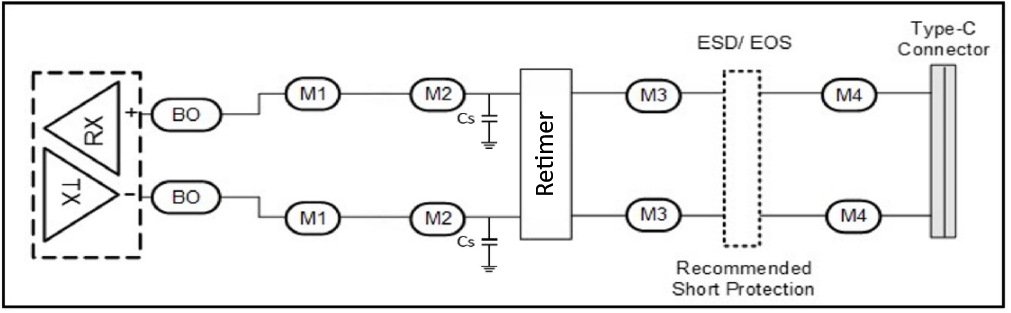 ESD/ EOS
Type-C
Connector
RX
TX
+
-
BO
M1
M2
Cs
Retimer
M3
M4
BO
M1
M2
Cs
M3
M4
Recommended
Short Protection